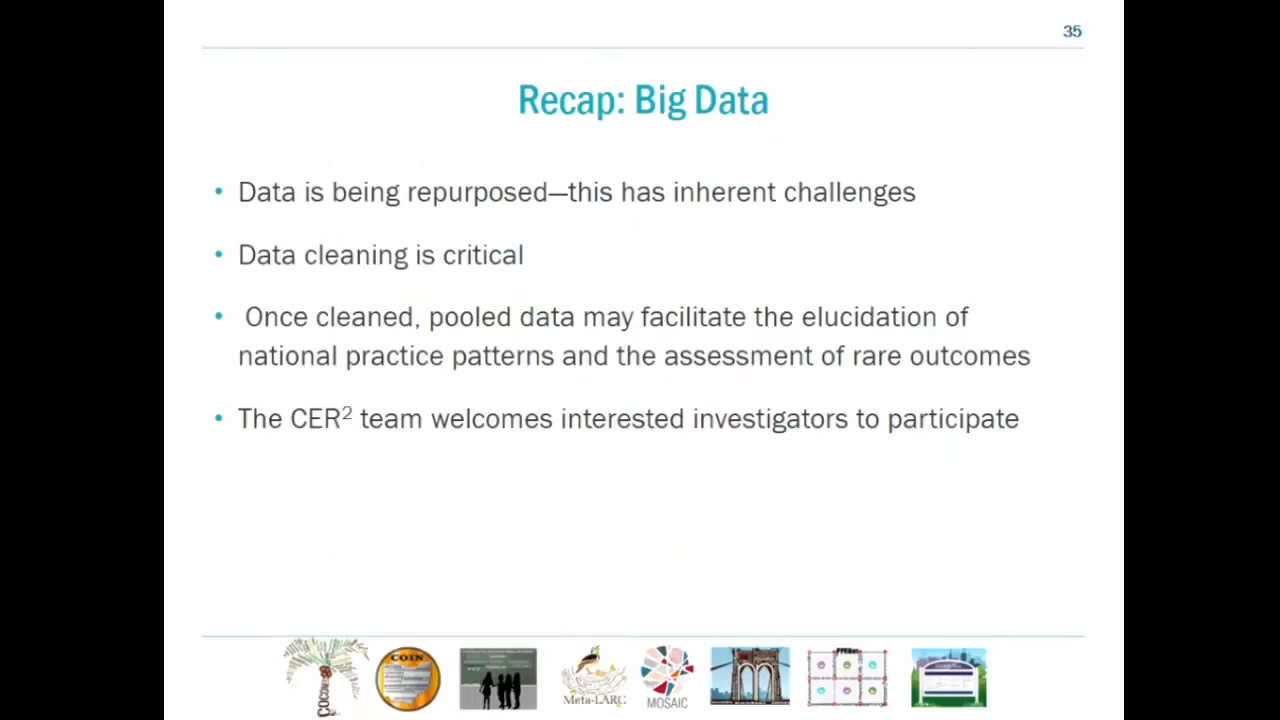 35
Recap: Big Data
• Data is being repurposed—this has inherent challenges
• Data cleaning is critical
• Once cleaned, pooled data may facilitate the elucidation of
national practice patterns and the assessment of rare outcomes
• The CER² team welcomes interested investigators to participate
COIN
Meta-LARC
MOSAIC